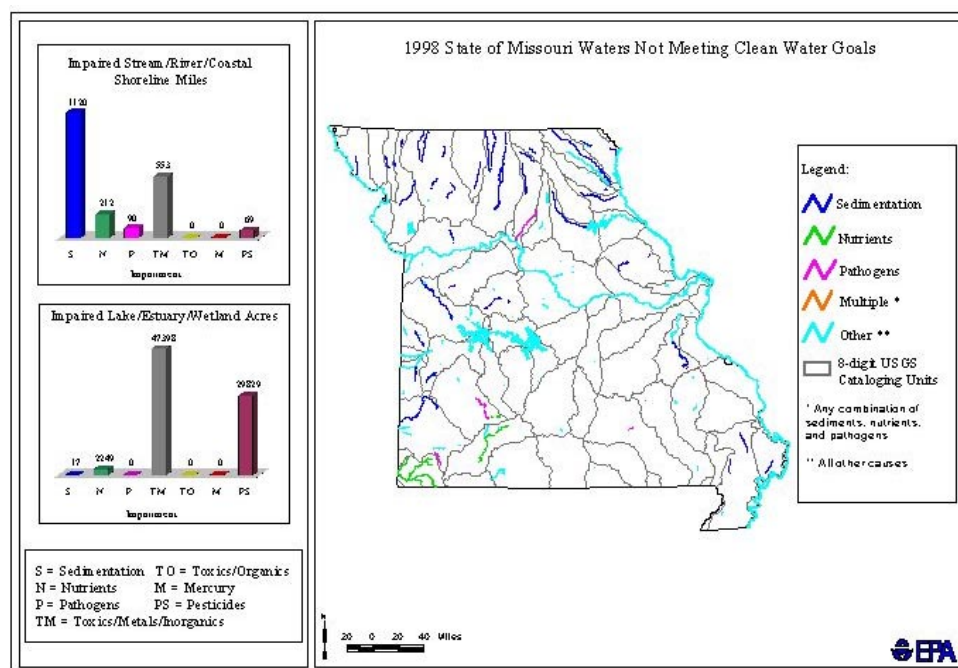 Impaired Stream/River/Coastal
Shoreline Miles
1120
212
90
553
0
0
69
S N P TM TO M PS
Impairment
Impaired Lake/Estuary/Wetland Acres
17
2249
0
47398
0
0
29829
S N P TM TO M PS
Impairment
S = Sedimentation TO = Toxics/Organics
N = Nutrients M = Mercury
P = Pathogens PS = Pesticides
TM = Toxics/Metals/Inorganics
1998 State of Missouri Waters Not Meeting Clean Water Goals
Legend:
Sedimentation
Nutrients
Pathogens
Multiple *
Other **
8-digit USGS
Cataloging Units
* Any combination of
sediments, nutrients,
and pathogens
** All other causes
N
20 0 20 40 Miles
EPA